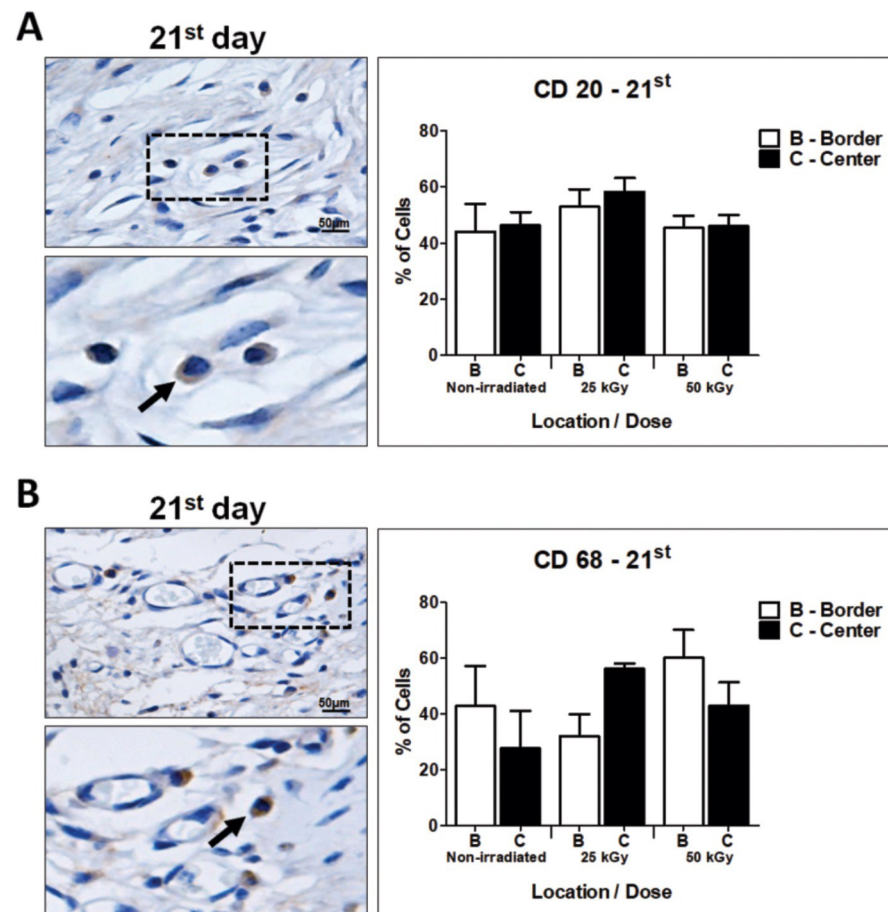 A
21st day
50µm
CD 20 - 21st
B - Border
C - Center
80
60
40
20
0
% of Cells
B C B C B C
Non-irradiated 25 kGy 50 kGy
Location / Dose
B
21st day
50µm
CD 68 - 21st
B - Border
C - Center
80
60
40
20
0
% of Cells
B C B C B C
Non-irradiated 25 kGy 50 kGy
Location / Dose